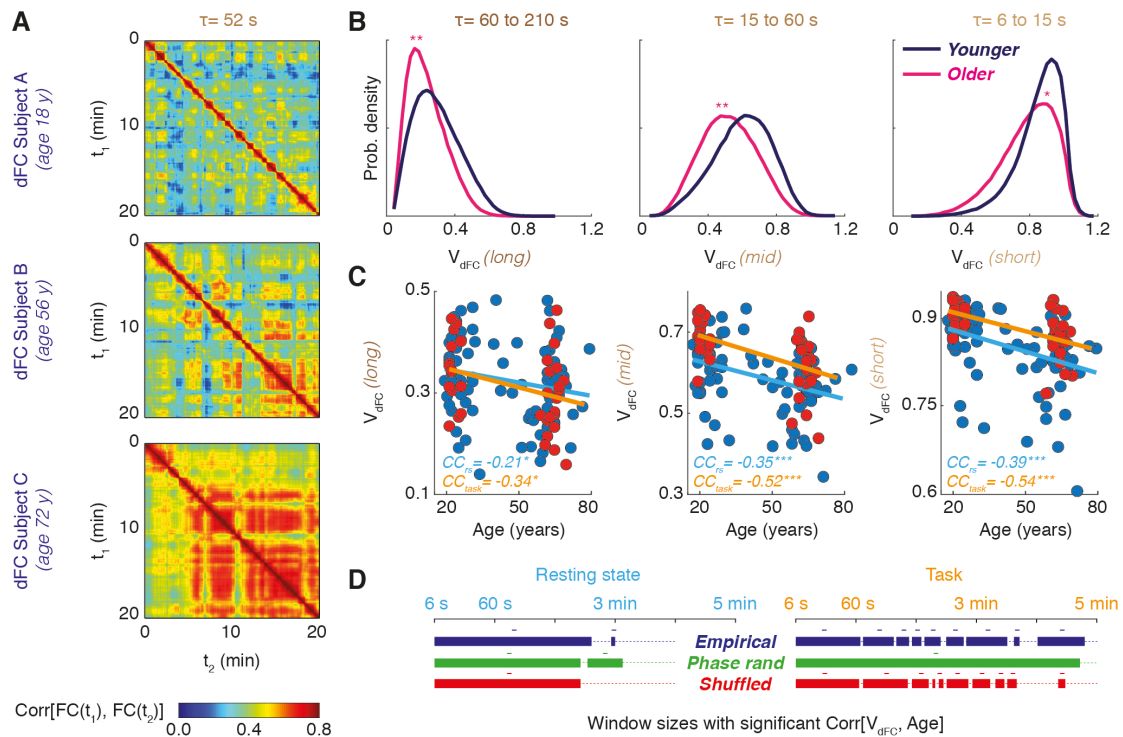 A
τ= 52 s
dFC Subject A
(age 18 y)
t1 (min)
0
10
20
dFC Subject B
(age 56 y)
t1 (min)
0
10
20
dFC Subject C
(age 72 y)
t1 (min)
0
10
20
0 10 20
t2 (min)
Corr[FC(t1), FC(t2)]
0.0 0.4 0.8
B
τ= 60 to 210 s
τ= 15 to 60 s
τ= 6 to 15 s
Younger
Older
Prob. density
**
**
*
0 0.4 0.8 1.2
0 0.4 0.8 1.2
0 0.4 0.8 1.2
VdFC (long)
VdFC (mid)
VdFC (short)
C
VdFC (long)
0.5
0.3
0.1
CCrs= -0.21*
CCtask= -0.34*
20 40 60 80
Age (years)
VdFC (mid)
0.7
0.5
0.3
CCrs= -0.35***
CCtask= -0.52***
20 40 60 80
Age (years)
VdFC (short)
0.9
0.75
0.6
CCrs= -0.39***
CCtask= -0.54***
20 40 60 80
Age (years)
D
Resting state
Task
6 s 60 s 3 min 5 min
6 s 60 s 3 min 5 min
Empirical
Phase rand
Shuffled
Window sizes with significant Corr[VdFC, Age]